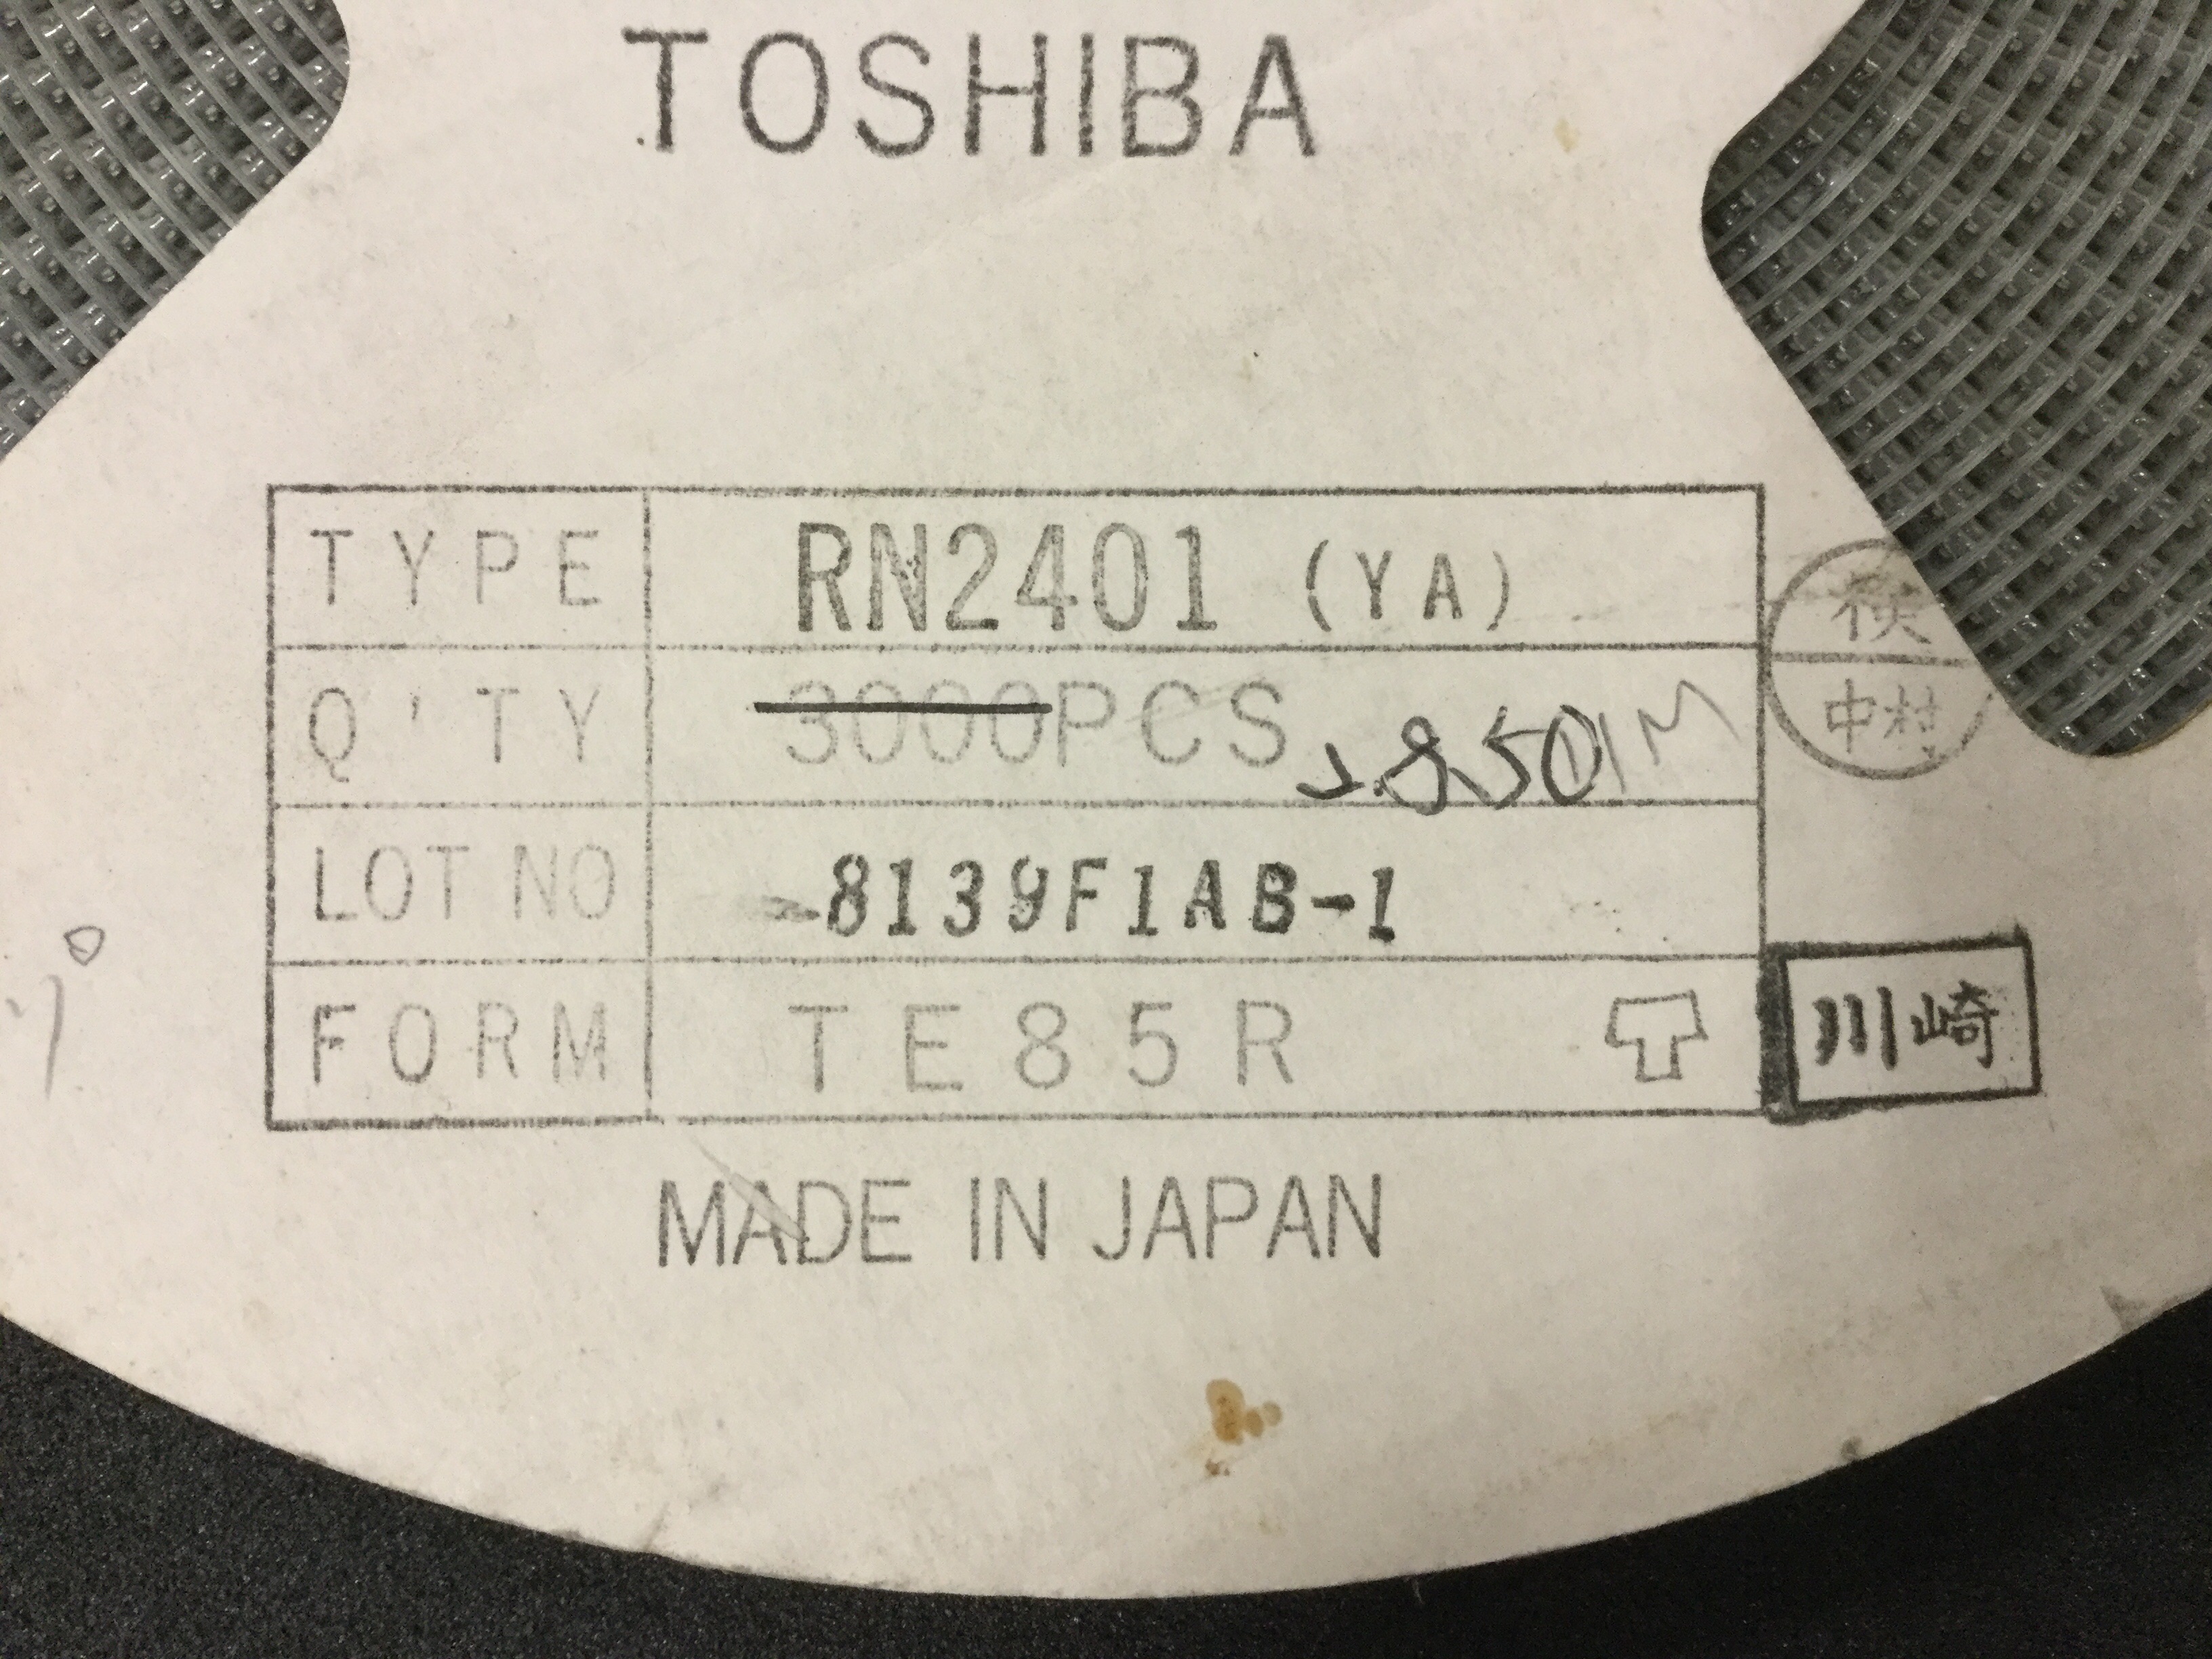 TOSHIBA
TYPE RN2401 (YA)
Q'TY 3000PCS
LOT NO 8139F1AB-1
FORM TE85R
検
中村
川崎
MADE IN JAPAN